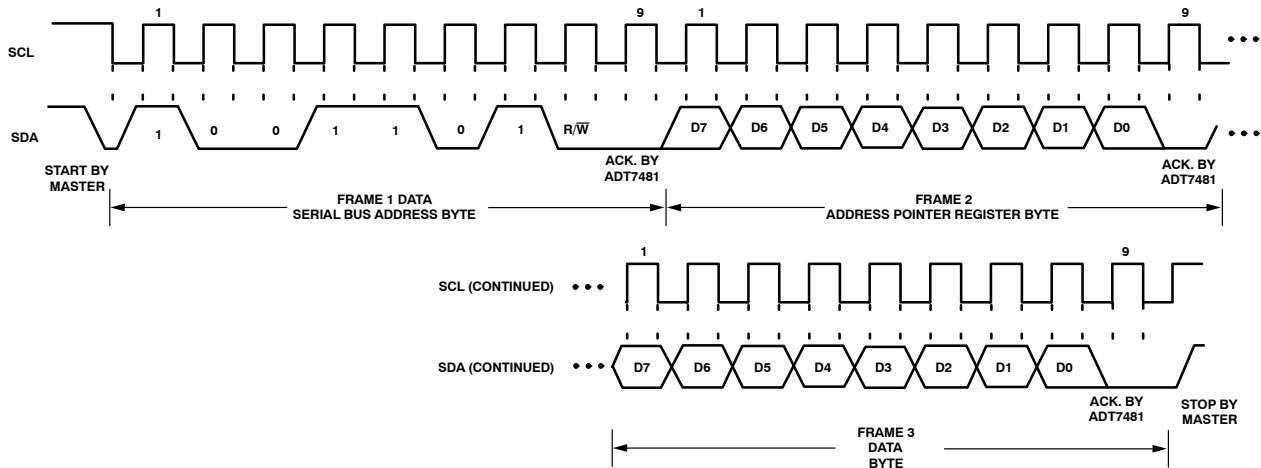 1 9 1 9
SCL
SDA
1 0 0 1 1 0 1 R/W̅ D7 D6 D5 D4 D3 D2 D1 D0
START BY
MASTER
ACK. BY
ADT7481
ACK. BY
ADT7481
FRAME 1 DATA
SERIAL BUS ADDRESS BYTE
FRAME 2
ADDRESS POINTER REGISTER BYTE
1 9
SCL (CONTINUED)
SDA (CONTINUED) D7 D6 D5 D4 D3 D2 D1 D0
ACK. BY
ADT7481
STOP BY
MASTER
FRAME 3
DATA
BYTE